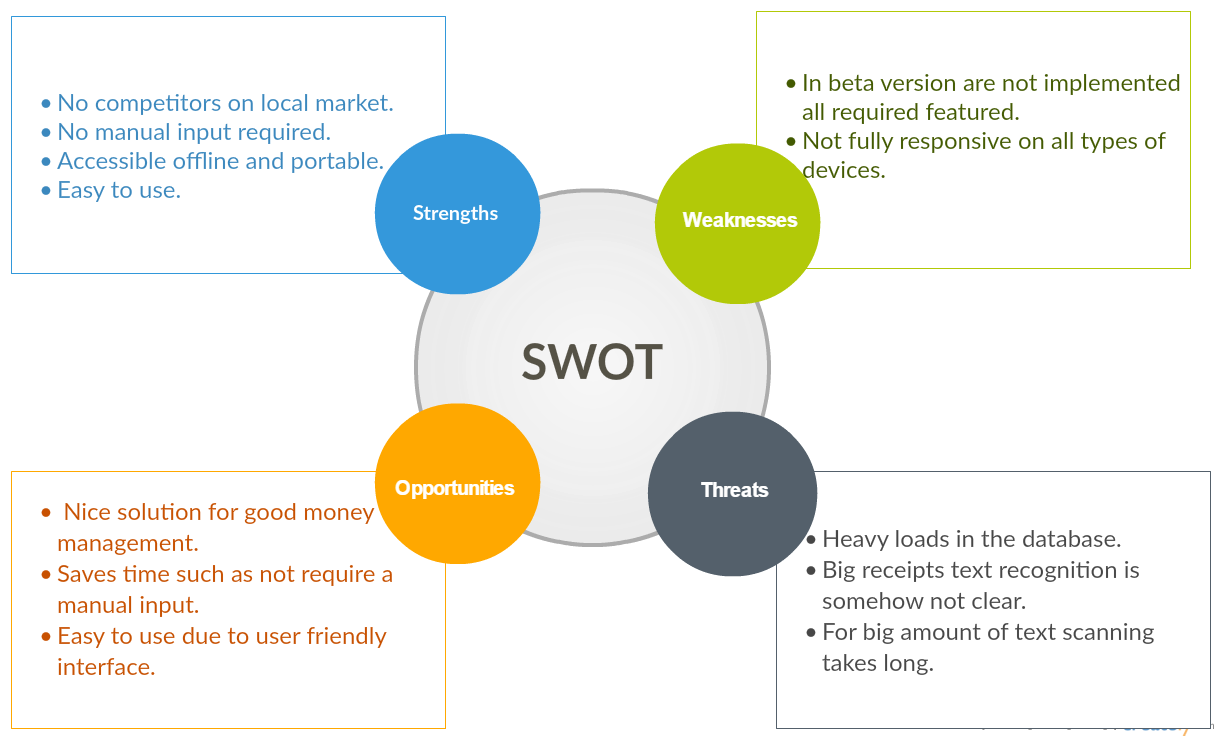 • No competitors on local market.
• No manual input required.
• Accessible offline and portable.
• Easy to use.
Strengths
• In beta version are not implemented
all required featured.
• Not fully responsive on all types of
devices.
Weaknesses
SWOT
Opportunities
• Nice solution for good money
management.
• Saves time such as not require a
manual input.
• Easy to use due to user friendly
interface.
Threats
• Heavy loads in the database.
• Big receipts text recognition is
somehow not clear.
• For big amount of text scanning
takes long.